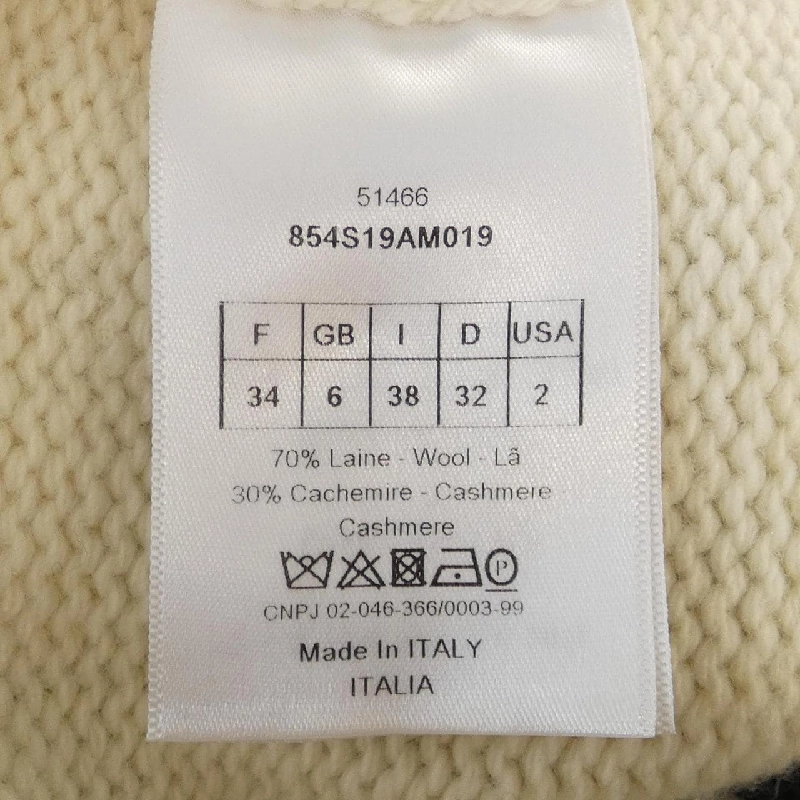 51466
854S19AM019
F GB I D USA
34 6 38 32 2
70% Laine - Wool - Lã
30% Cachemire - Cashmere -
Cashmere
P
CNPJ 02-046-366/0003-99
Made In ITALY
ITALIA